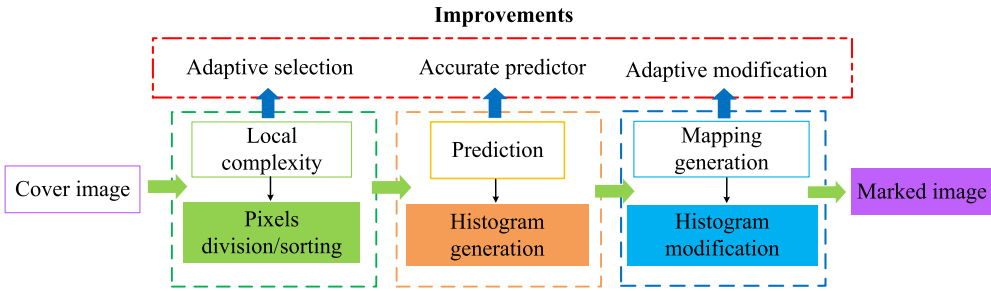 Improvements
Adaptive selection
Accurate predictor
Adaptive modification
Cover image
Local
complexity
Pixels
division/sorting
Prediction
Histogram
generation
Mapping
generation
Histogram
modification
Marked image